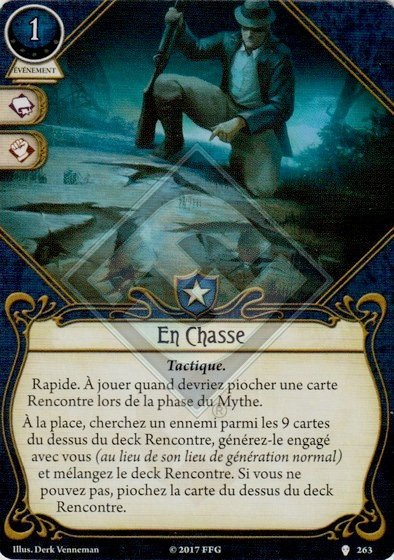 1
ÉVÉNEMENT
En Chasse
Tactique.
Rapide. À jouer quand devriez piocher une carte
Rencontre lors de la phase du Mythe.
À la place, cherchez un ennemi parmi les 9 cartes
du dessus du deck Rencontre, générez-le engagé
avec vous (au lieu de son lieu de génération normal)
et mélangez le deck Rencontre. Si vous ne
pouvez pas, piochez la carte du dessus du deck
Rencontre.
®
Illus. Derk Venneman © 2017 FFG 263